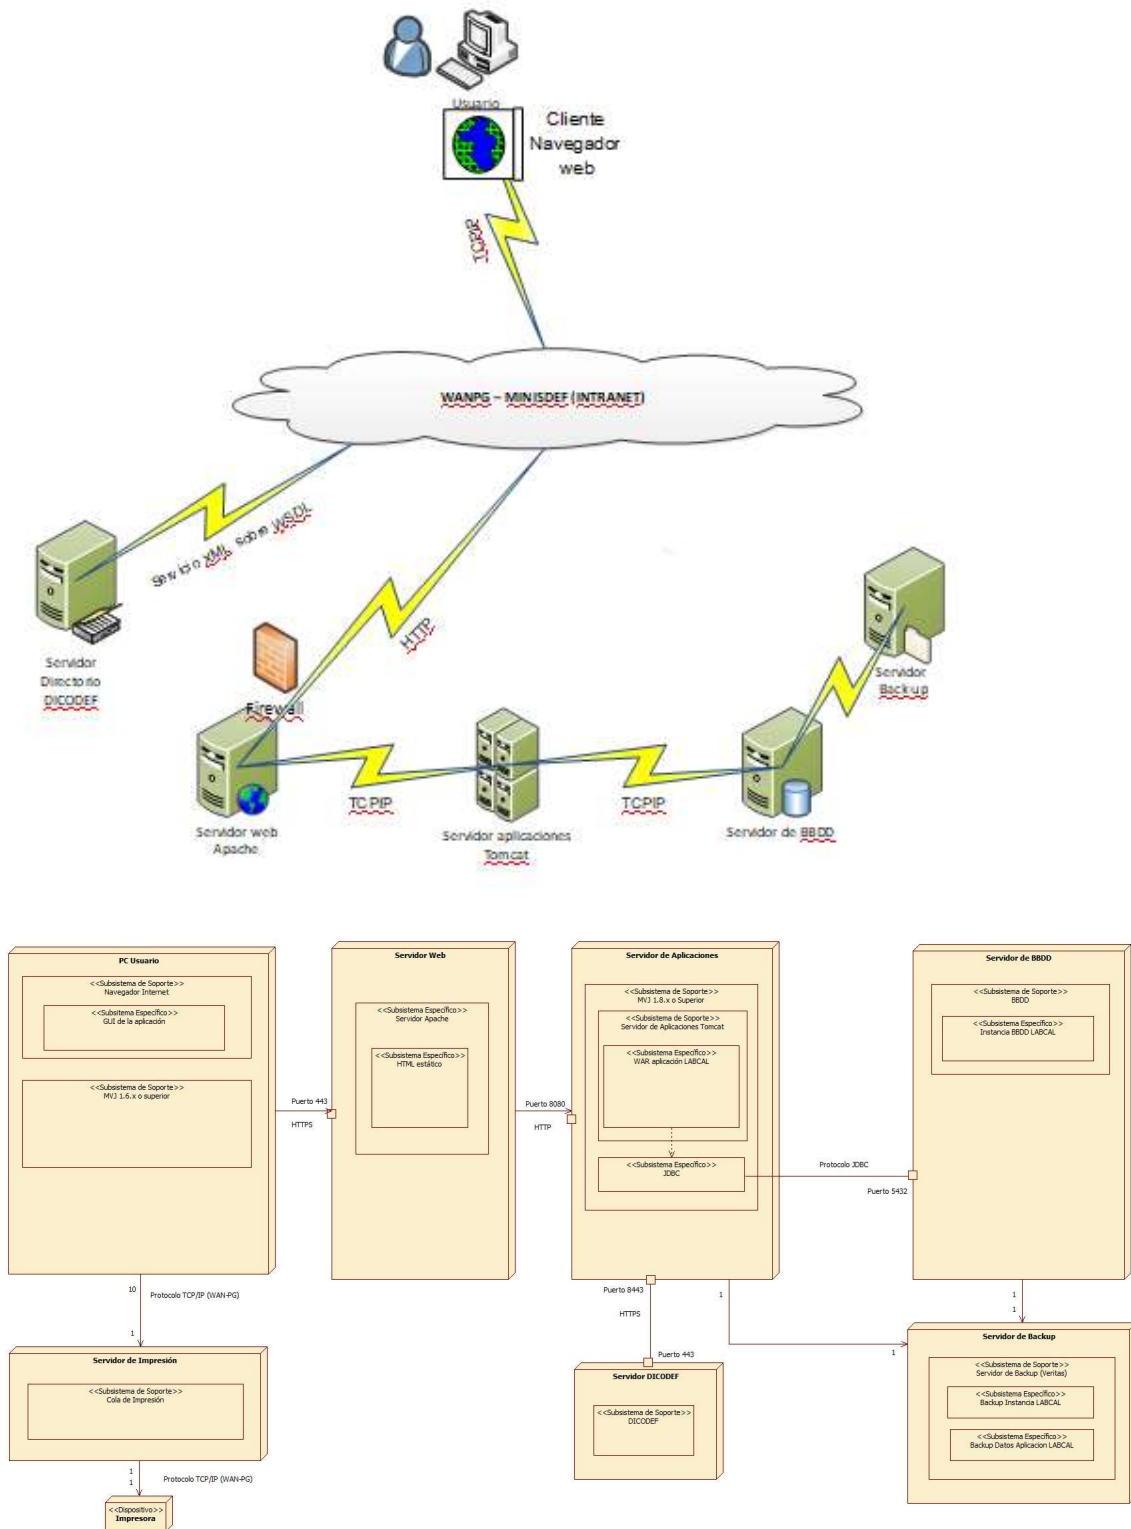 Usuario
Cliente
Navegador
web
TCPIP
WANPG – MINISDEF (INTRANET)
Servicio XML sobre WSDL
HTTP
Servidor
Directorio
DICODEF
Firewall
Servidor
Backup
TCPIP
TCPIP
Servidor web
Apache
Servidor aplicaciones
Tomcat
Servidor de BBDD
PC Usuario
<<Subsistema de Soporte>>
Navegador Internet
<<Subsitema Específico>>
GUI de la aplicación
<<Subsistema de Soporte>>
MVJ 1.6.x o superior
Puerto 443
HTTPS
Servidor Web
<<Subsistema Específico>>
Servidor Apache
<<Subsistema Específico>>
HTML estático
Puerto 8080
HTTP
Servidor de Aplicaciones
<<Subsistema de Soporte>>
MVJ 1.8.x o Superior
<<Subsistema de Soporte>>
Servidor de Aplicaciones Tomcat
<<Subsistema Específico>>
WAR aplicación LABCAL
<<Subsistema Específico>>
JDBC
Protocolo JDBC
Puerto 5432
Servidor de BBDD
<<Subsistema de Soporte>>
BBDD
<<Subsistema Específico>>
Instancia BBDD LABCAL
10
Protocolo TCP/IP (WAN-PG)
1
Puerto 8443
HTTPS
Puerto 443
1
1
1
1
Servidor de Impresión
<<Subsistema de Soporte>>
Cola de Impresión
1
1
Protocolo TCP/IP (WAN-PG)
<<Dispositivo>>
Impresora
Servidor DICODEF
<<Subsistema de Soporte>>
DICODEF
Servidor de Backup
<<Subsistema de Soporte>>
Servidor de Backup (Veritas)
<<Subsistema Específico>>
Backup Instancia LABCAL
<<Subsistema Específico>>
Backup Datos Aplicacion LABCAL